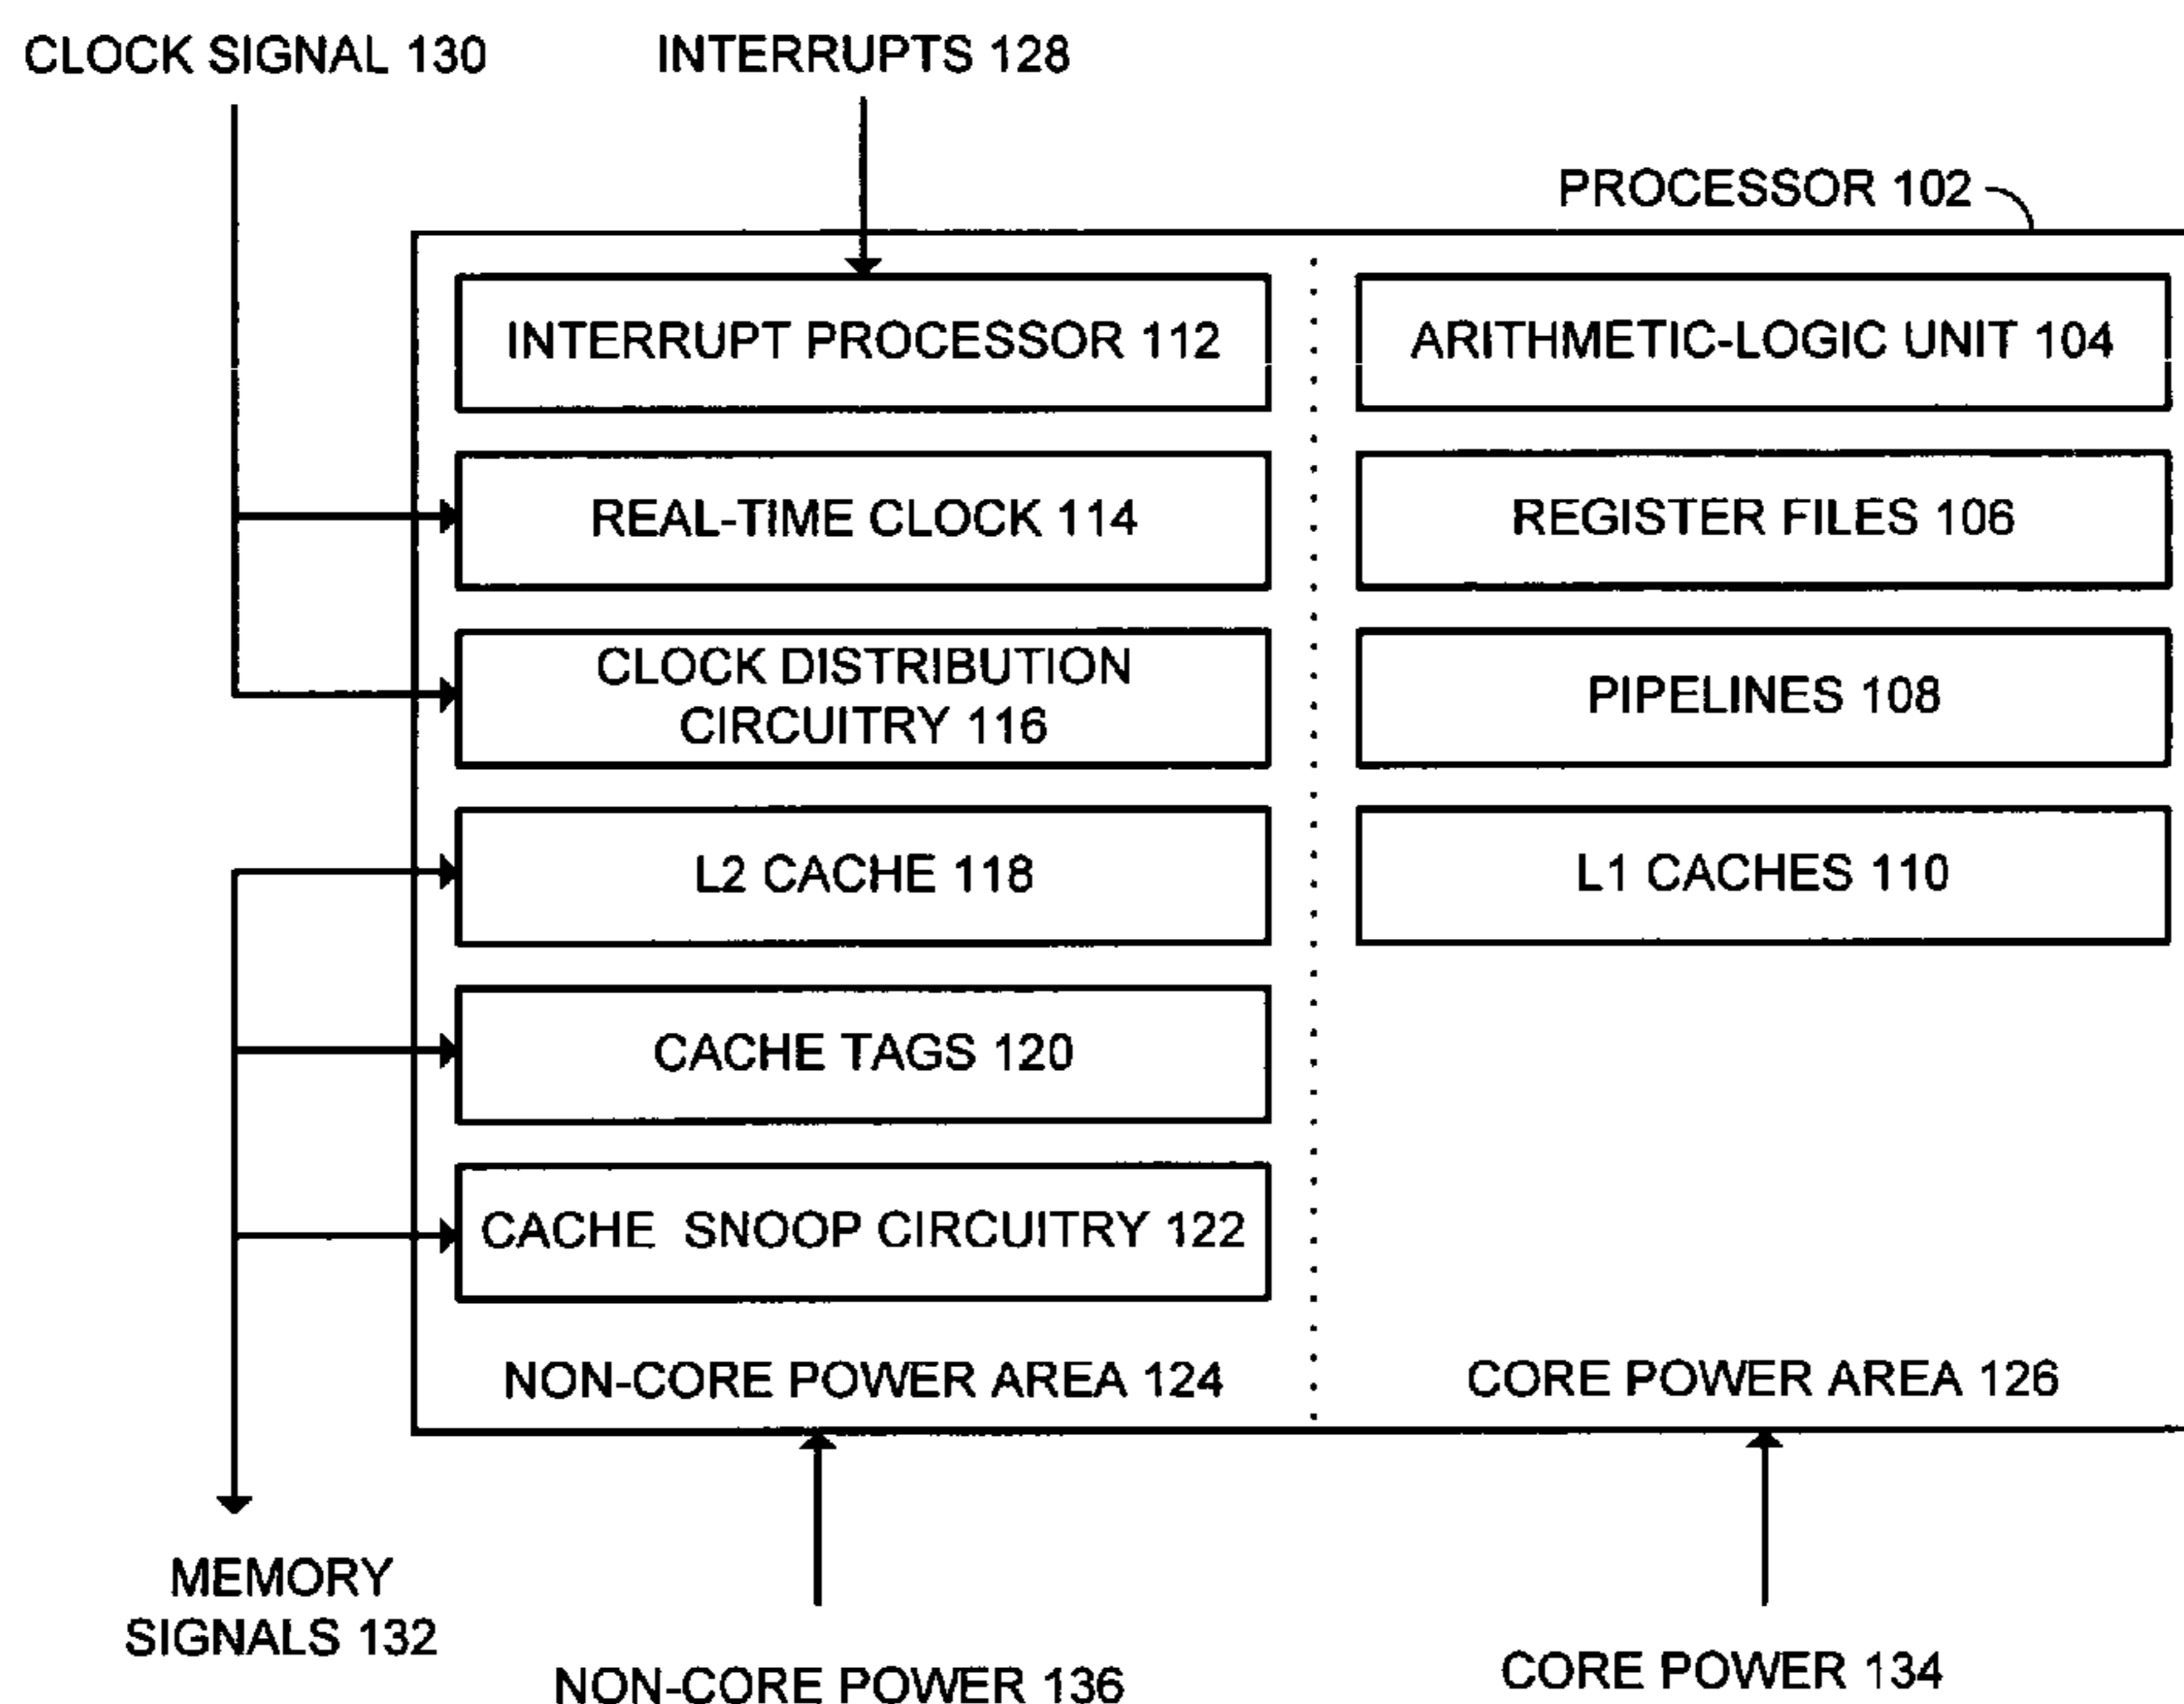 CLOCK SIGNAL 130
INTERRUPTS 128
PROCESSOR 102
INTERRUPT PROCESSOR 112
ARITHMETIC-LOGIC UNIT 104
REAL-TIME CLOCK 114
REGISTER FILES 106
CLOCK DISTRIBUTION
CIRCUITRY 116
PIPELINES 108
L2 CACHE 118
L1 CACHES 110
CACHE TAGS 120
CACHE SNOOP CIRCUITRY 122
NON-CORE POWER AREA 124
CORE POWER AREA 126
MEMORY
SIGNALS 132
NON-CORE POWER 136
CORE POWER 134